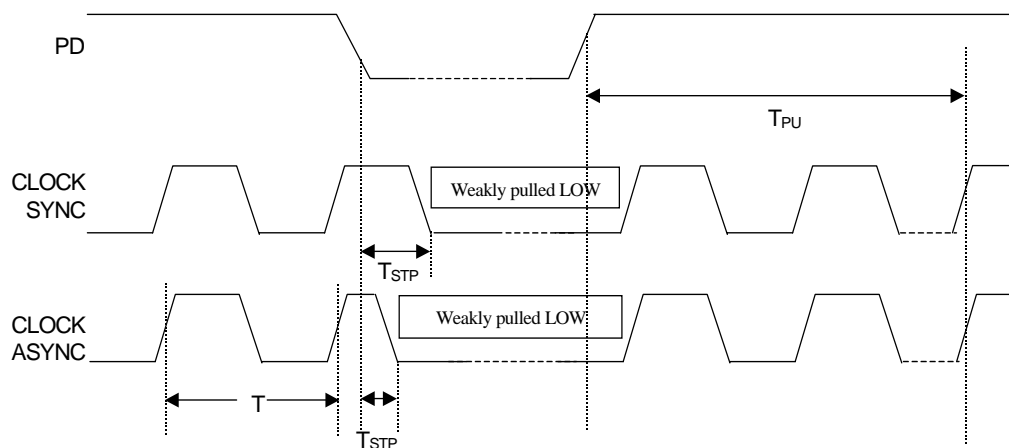 PD
TPU
CLOCK
SYNC
Weakly pulled LOW
TSTP
CLOCK
ASYNC
Weakly pulled LOW
T
TSTP